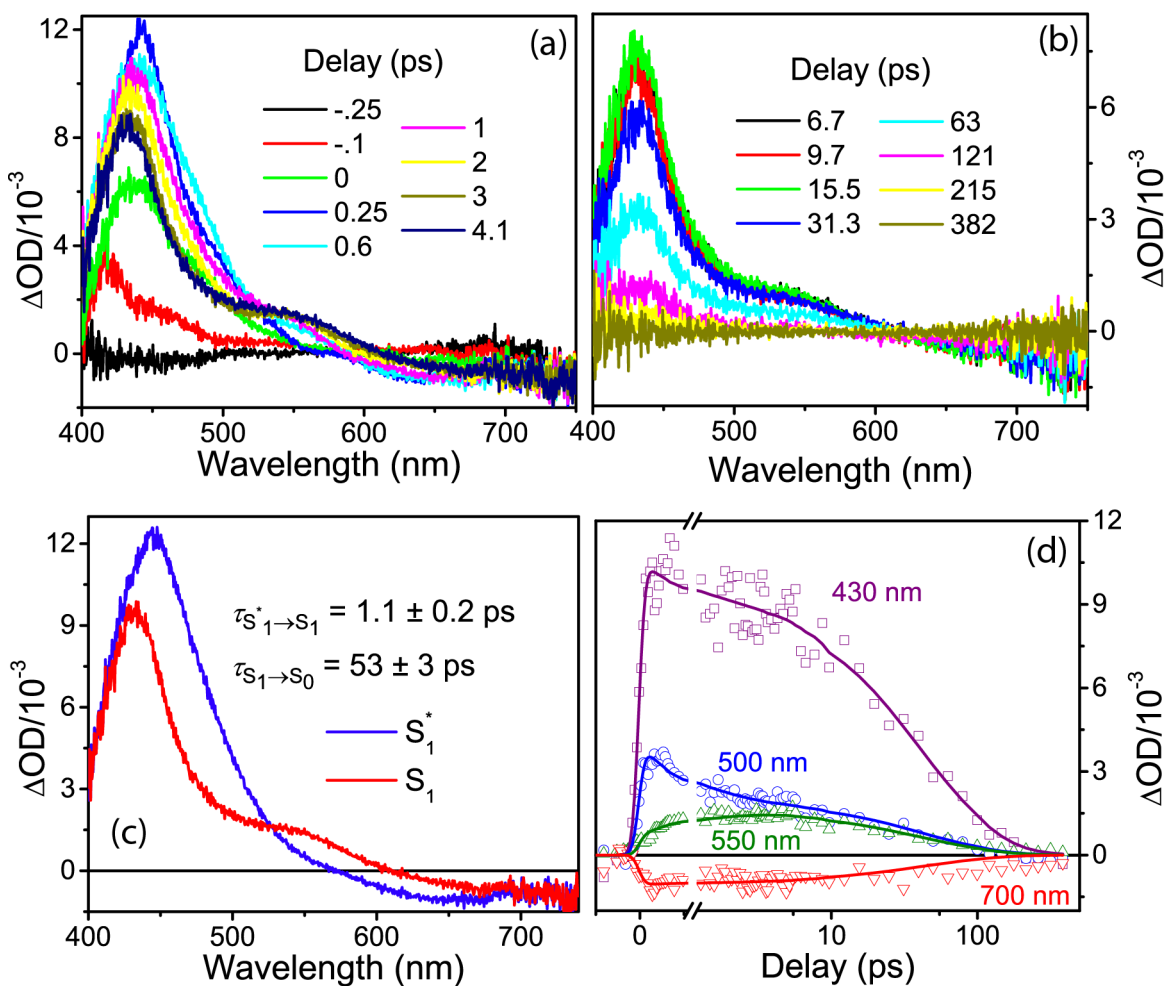 (a)
Delay (ps)
-.25
-.1
0
0.25
0.6
1
2
3
4.1
ΔOD/10⁻³
12
8
4
0
400 500 600 700
Wavelength (nm)
(b)
Delay (ps)
6.7
9.7
15.5
31.3
63
121
215
382
ΔOD/10⁻³
6
3
0
400 500 600 700
Wavelength (nm)
(c)
τS*₁→S₁ = 1.1 ± 0.2 ps
τS₁→S₀ = 53 ± 3 ps
S*₁
S₁
ΔOD/10⁻³
12
9
6
3
0
400 500 600 700
Wavelength (nm)
(d)
430 nm
500 nm
550 nm
700 nm
ΔOD/10⁻³
12
9
6
3
0
0 10 100
Delay (ps)